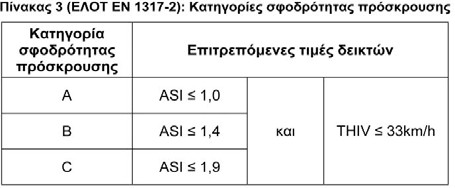 Πίνακας 3 (ΕΛΟΤ EN 1317-2): Κατηγορίες σφοδρότητας πρόσκρουσης
Κατηγορία
σφοδρότητας
πρόσκρουσης
Επιτρεπόμενες τιμές δεικτών
A
ASI ≤ 1,0
B
ASI ≤ 1,4
και
THIV ≤ 33km/h
C
ASI ≤ 1,9